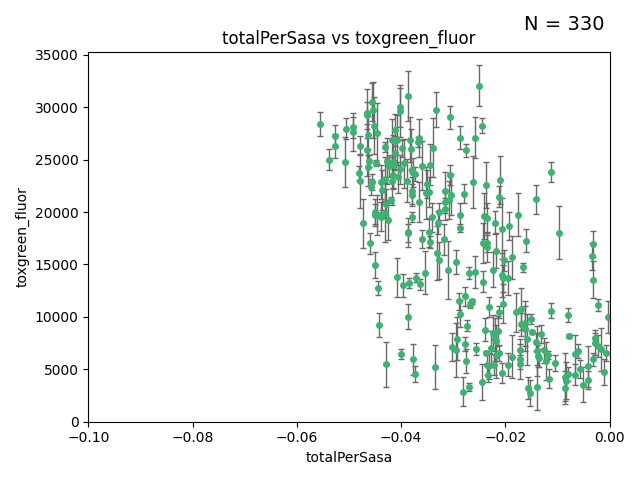 N = 330
totalPerSasa vs toxgreen_fluor
35000
30000
25000
20000
15000
10000
5000
0
toxgreen_fluor
−0.10 −0.08 −0.06 −0.04 −0.02 0.00
totalPerSasa